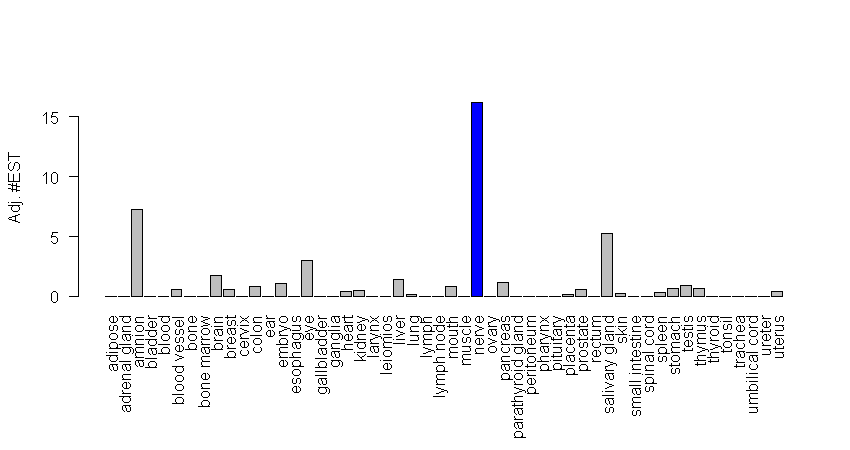 Adj. #EST
15
10
5
0
adipose
adrenal gland
amnion
bladder
blood
blood vessel
bone
bone marrow
brain
breast
cervix
colon
ear
embryo
esophagus
eye
gallbladder
ganglia
heart
kidney
larynx
leiomios
liver
lung
lymph
lymph node
mouth
muscle
nerve
ovary
pancreas
parathyroid gland
peritoneum
pharynx
pituitary
placenta
prostate
rectum
salivary gland
skin
small intestine
spinal cord
spleen
stomach
testis
thymus
thyroid
tonsil
trachea
umbilical cord
ureter
uterus